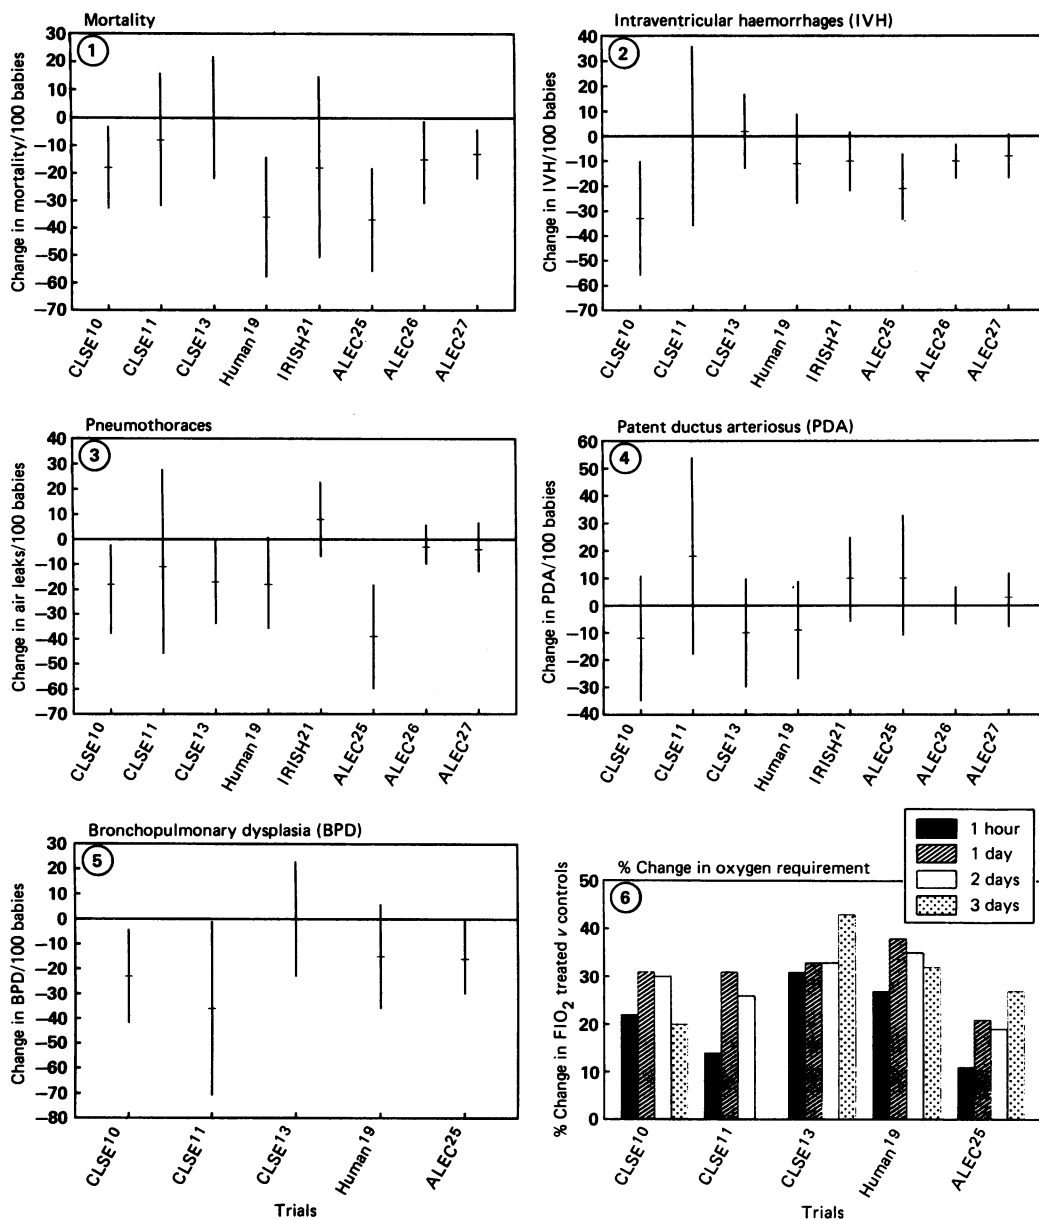 Mortality
1
Change in mortality/100 babies
30
20
10
0
−10
−20
−30
−40
−50
−60
−70
CLSE10
CLSE11
CLSE13
Human 19
IRISH21
ALEC25
ALEC26
ALEC27
Intraventricular haemorrhages (IVH)
2
Change in IVH/100 babies
40
30
20
10
0
−10
−20
−30
−40
−50
−60
−70
CLSE10
CLSE11
CLSE13
Human 19
IRISH21
ALEC25
ALEC26
ALEC27
Pneumothoraces
3
Change in air leaks/100 babies
40
30
20
10
0
−10
−20
−30
−40
−50
−60
−70
CLSE10
CLSE11
CLSE13
Human 19
IRISH21
ALEC25
ALEC26
ALEC27
Patent ductus arteriosus (PDA)
4
Change in PDA/100 babies
60
50
40
30
20
10
0
−10
−20
−30
−40
CLSE10
CLSE11
CLSE13
Human 19
IRISH21
ALEC25
ALEC26
ALEC27
Bronchopulmonary dysplasia (BPD)
5
Change in BPD/100 babies
30
20
10
0
−10
−20
−30
−40
−50
−60
−70
−80
CLSE10
CLSE11
CLSE13
Human 19
ALEC25
Trials
% Change in oxygen requirement
6
1 hour
1 day
2 days
3 days
% Change in FIO2 treated v controls
50
40
30
20
10
0
CLSE10
CLSE11
CLSE13
Human 19
ALEC25
Trials